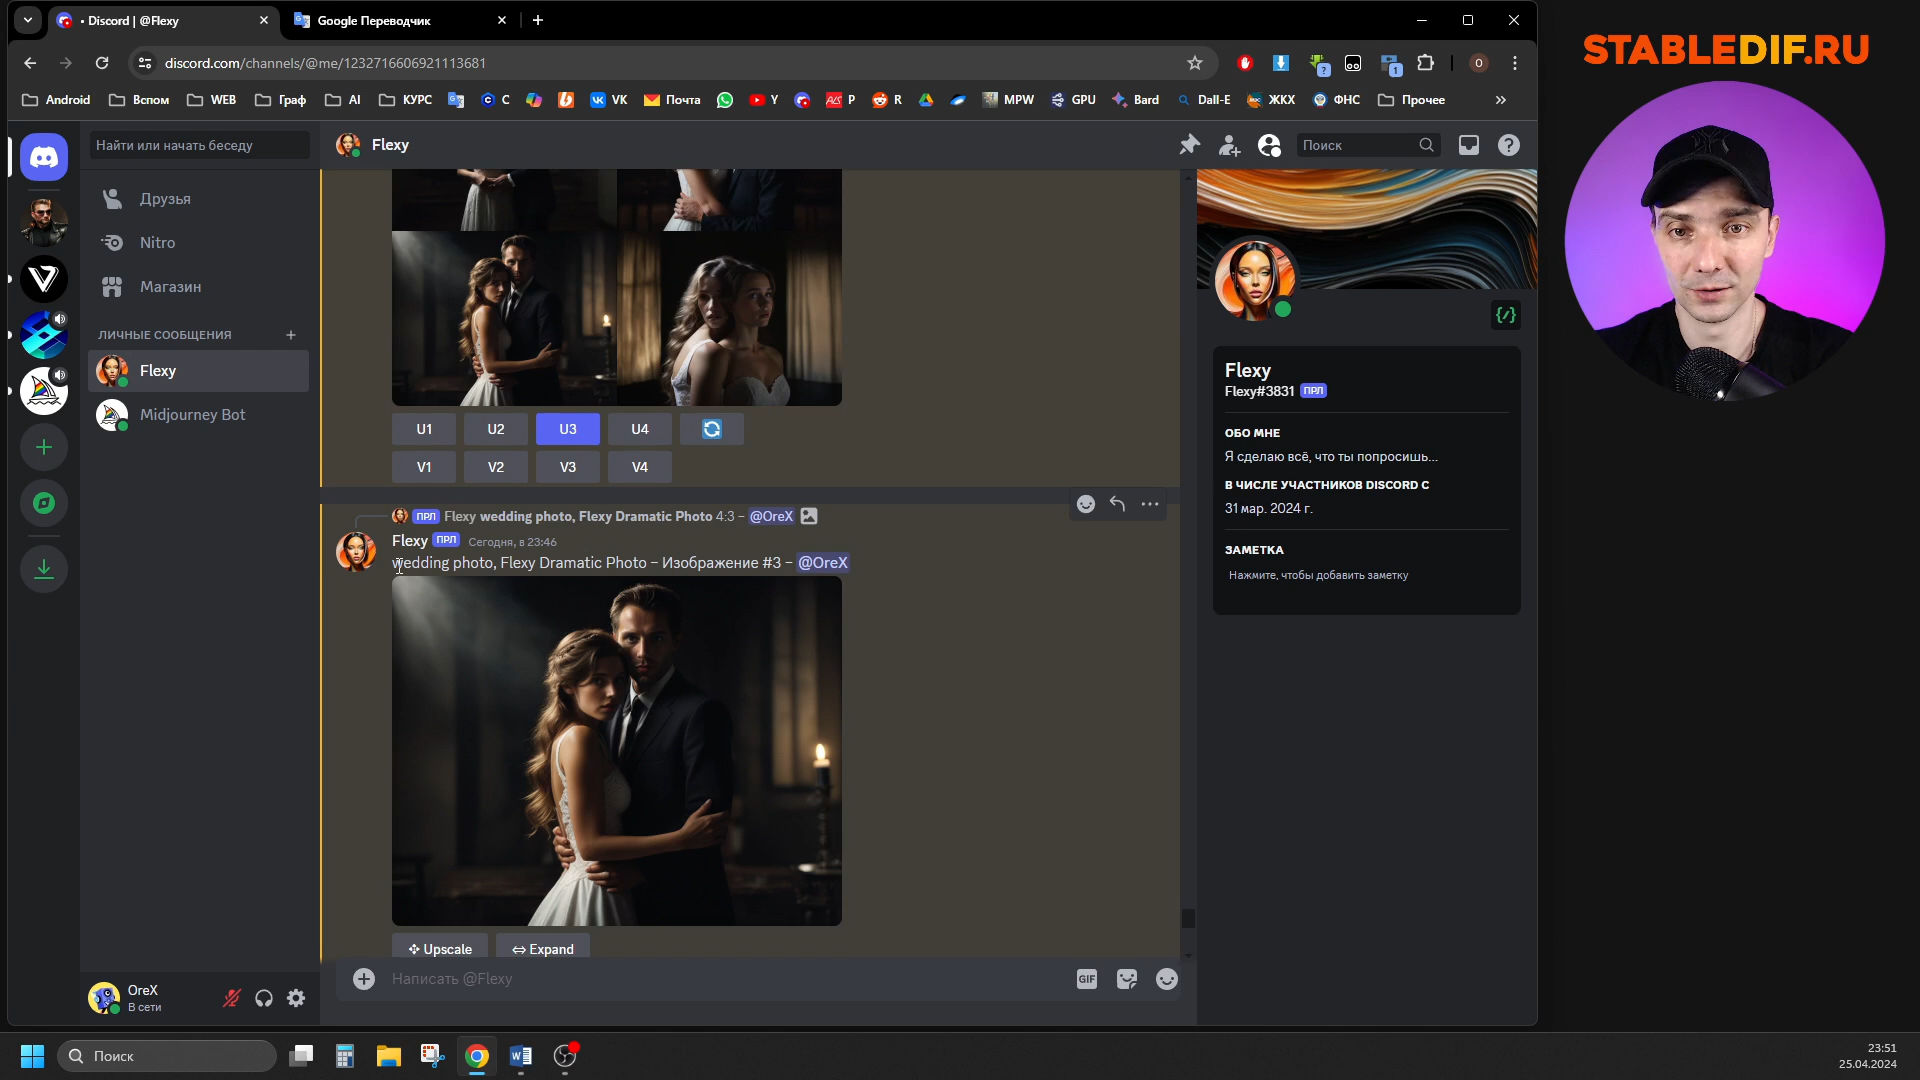 • Discord | @Flexy
Google Переводчик
STABLEDIF.RU
discord.com/channels/@me/1232716606921113681
? 1 O
Android Вспом WEB Граф AI КУРС C VK Почта Y P R MPW GPU Bard Dall-E ЖКХ ФНС Прочее »
Найти или начать беседу
Flexy
Поиск
Друзья
Nitro
Магазин
ЛИЧНЫЕ СООБЩЕНИЯ
Flexy
Midjourney Bot
U1 U2 U3 U4
V1 V2 V3 V4
ПРЛ Flexy wedding photo, Flexy Dramatic Photo 4:3 – @OreX
Flexy ПРЛ Сегодня, в 23:46
wedding photo, Flexy Dramatic Photo – Изображение #3 – @OreX
Upscale
Expand
Написать @Flexy
GIF
Flexy
Flexy#3831 ПРЛ
ОБО МНЕ
Я сделаю всё, что ты попросишь...
В ЧИСЛЕ УЧАСТНИКОВ DISCORD С
31 мар. 2024 г.
ЗАМЕТКА
Нажмите, чтобы добавить заметку
OreX
В сети
Поиск
23:51
25.04.2024